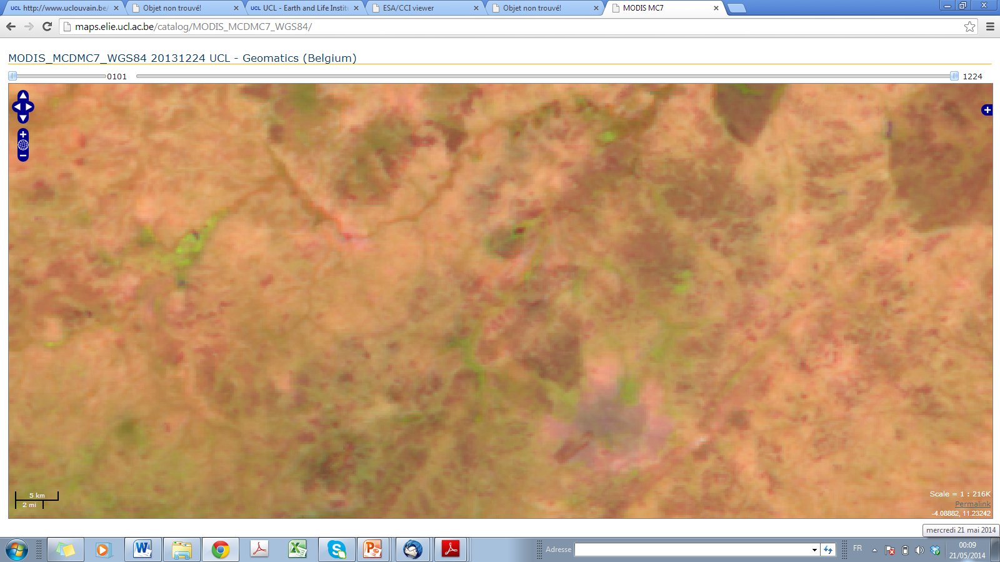 UCL http://www.uclouvain.be/
Objet non trouvé!
UCL UCL - Earth and Life Institu
ESA/CCI viewer
Objet non trouvé!
MODIS MC7
maps.elie.ucl.ac.be/catalog/MODIS_MCDMC7_WGS84/
MODIS_MCDMC7_WGS84 20131224 UCL - Geomatics (Belgium)
0101
1224
5 km
2 mi
Scale = 1 : 216K
Permalink
-4.08882, 11.23242
mercredi 21 mai 2014
Adresse
FR
00:09
21/05/2014